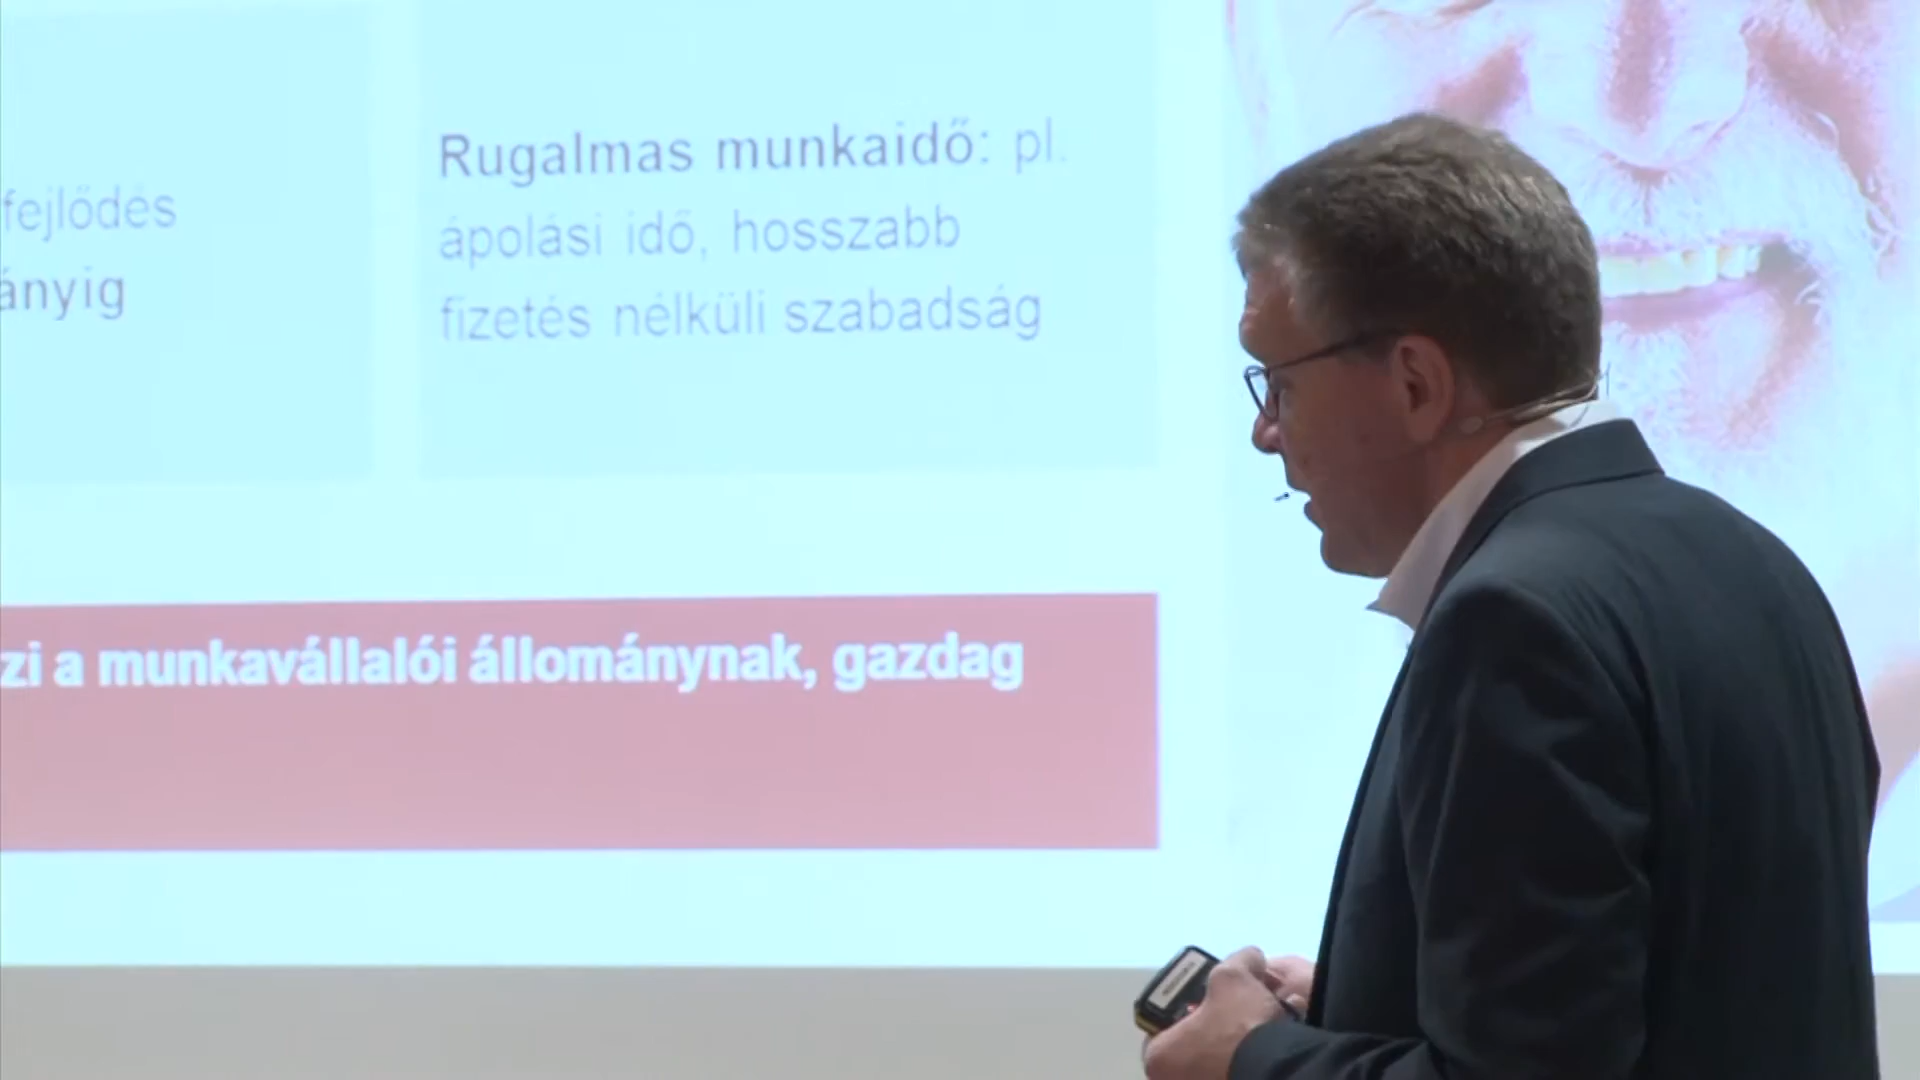 fejlődés
ányig
Rugalmas munkaidő: pl.
ápolási idő, hosszabb
fizetés nélküli szabadság
zi a munkavállalói állománynak, gazdag